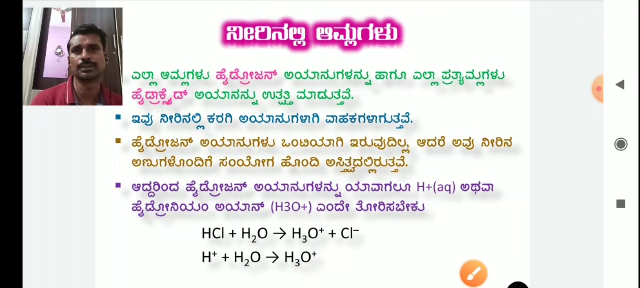 ನೀರಿನಲ್ಲಿ ಆಮ್ಲಗಳು
ಎಲ್ಲಾ ಆಮ್ಲಗಳು ಹೈಡ್ರೋಜನ್ ಅಯಾನುಗಳನ್ನು ಹಾಗೂ ಎಲ್ಲಾ ಪ್ರತ್ಯಾಮ್ಲಗಳು
ಹೈಡ್ರಾಕ್ಸೈಡ್ ಅಯಾನನ್ನು ಉತ್ಪತ್ತಿ ಮಾಡುತ್ತವೆ.
ಇವು ನೀರಿನಲ್ಲಿ ಕರಗಿ ಅಯಾನುಗಳಾಗಿ ವಾಹಕಗಳಾಗುತ್ತವೆ.
ಹೈಡ್ರೋಜನ್ ಅಯಾನುಗಳು ಒಂಟಿಯಾಗಿ ಇರುವುದಿಲ್ಲ ಆದರೆ ಅವು ನೀರಿನ
ಅಣುಗಳೊಂದಿಗೆ ಸಂಯೋಗ ಹೊಂದಿ ಅಸ್ತಿತ್ವದಲ್ಲಿರುತ್ತವೆ.
ಆದ್ದರಿಂದ ಹೈಡ್ರೋಜನ್ ಅಯಾನುಗಳನ್ನು ಯಾವಾಗಲೂ H+(aq) ಅಥವಾ
ಹೈಡ್ರೋನಿಯಂ ಅಯಾನ್ (H3O+) ಎಂದೇ ತೋರಿಸಬೇಕು
HCl + H₂O → H₃O⁺ + Cl⁻
H⁺ + H₂O → H₃O⁺